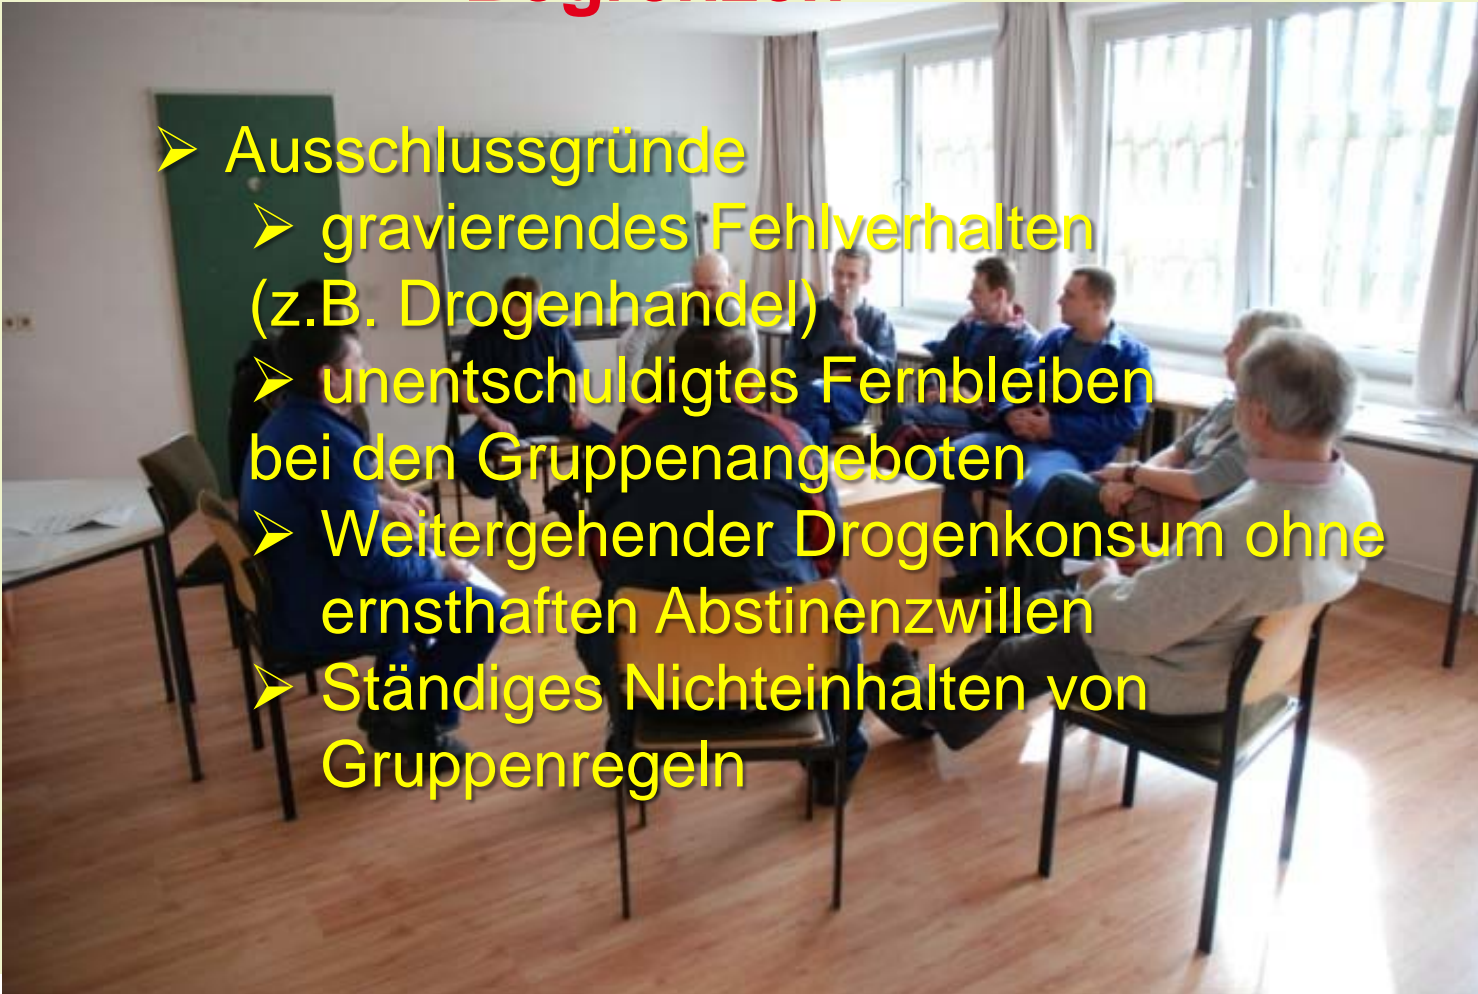 ➢ Ausschlussgründe
➢ gravierendes Fehlverhalten
(z.B. Drogenhandel)
➢ unentschuldigtes Fernbleiben
bei den Gruppenangeboten
➢ Weitergehender Drogenkonsum ohne
ernsthaften Abstinenzwillen
➢ Ständiges Nichteinhalten von
Gruppenregeln